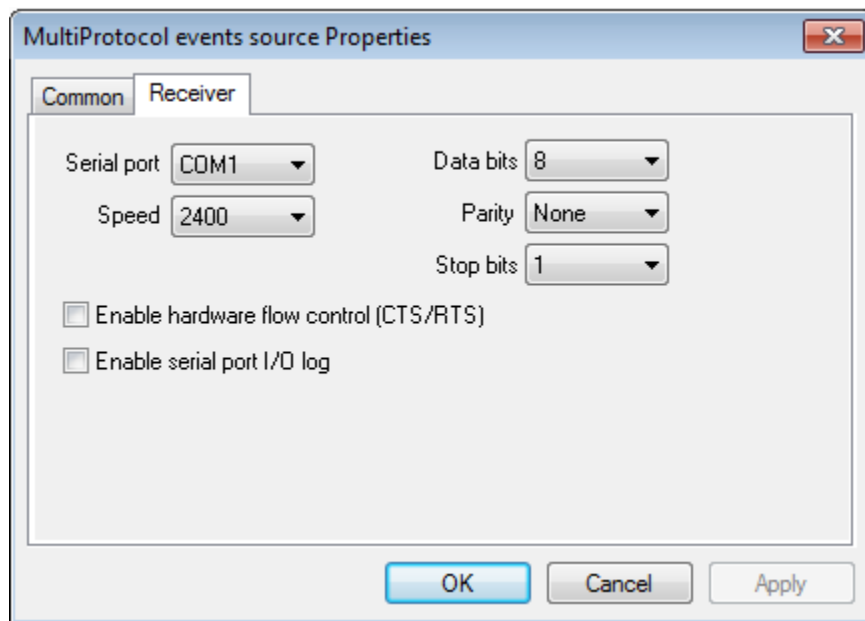 MultiProtocol events source Properties
Common Receiver
Serial port COM1 Data bits 8
Speed 2400 Parity None
Stop bits 1
Enable hardware flow control (CTS/RTS)
Enable serial port I/O log
OK Cancel Apply